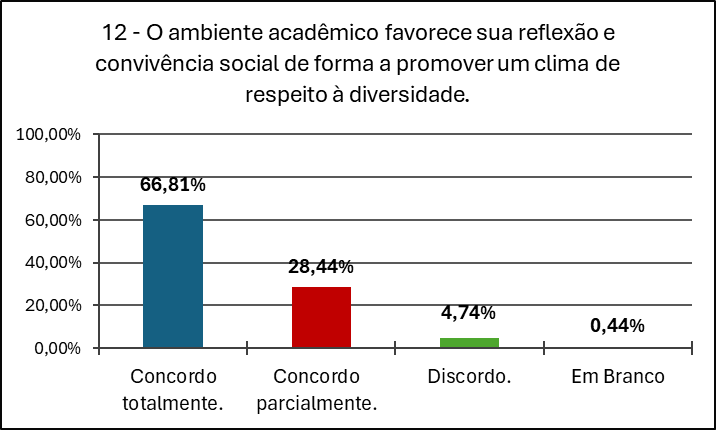 12 - O ambiente acadêmico favorece sua reflexão e
convivência social de forma a promover um clima de
respeito à diversidade.
100,00%
80,00%
60,00%
40,00%
20,00%
0,00%
66,81%
28,44%
4,74%
0,44%
Concordo
totalmente.
Concordo
parcialmente.
Discordo.
Em Branco